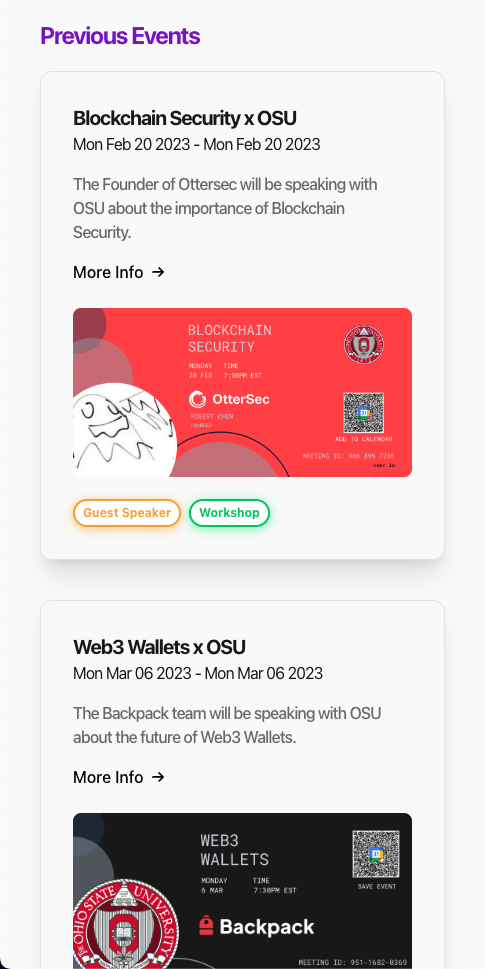 Previous Events
Blockchain Security x OSU
Mon Feb 20 2023 - Mon Feb 20 2023
The Founder of Ottersec will be speaking with
OSU about the importance of Blockchain
Security.
More Info →
BLOCKCHAIN
SECURITY
MONDAY TIME
20 FEB 7:30PM EST
OtterSec
ROBERT CHEN
FOUNDER
ADD TO CALENDAR
MEETING ID: 906 895 7286
osec.io
Guest Speaker
Workshop
Web3 Wallets x OSU
Mon Mar 06 2023 - Mon Mar 06 2023
The Backpack team will be speaking with OSU
about the future of Web3 Wallets.
More Info →
WEB3
WALLETS
MONDAY TIME
6 MAR 7:30PM EST
SAVE EVENT
OHIO STATE UNIVERSITY
Backpack
MEETING ID: 951-1682-0369